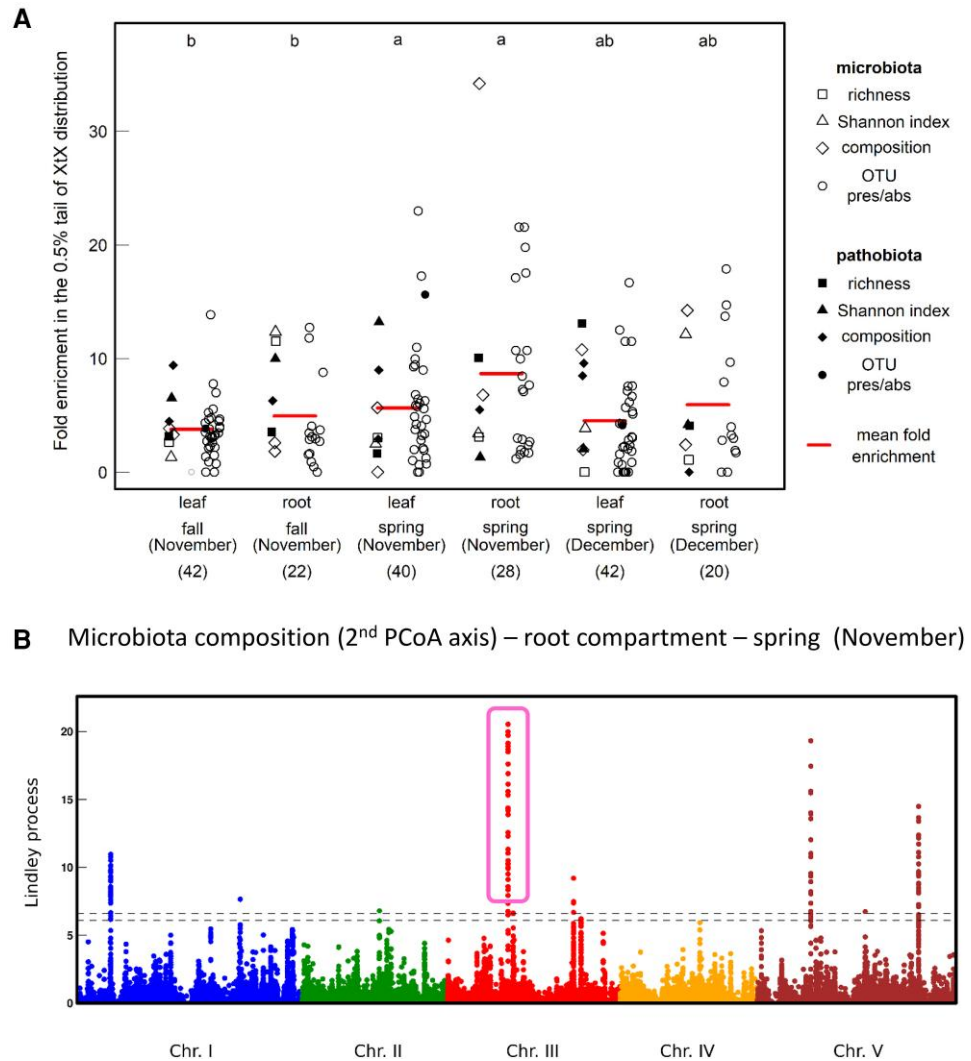 A
b b a a ab ab
Fold enricment in the 0.5% tail of XtX distribution
30
20
10
0
leaf root leaf root leaf root
fall fall spring spring spring spring
(November) (November) (November) (November) (December) (December)
(42) (22) (40) (28) (42) (20)
microbiota
richness
Shannon index
composition
OTU
pres/abs
pathobiota
richness
Shannon index
composition
OTU
pres/abs
mean fold
enrichment
B Microbiota composition (2nd PCoA axis) – root compartment – spring (November)
Lindley process
20
15
10
5
0
Chr. I Chr. II Chr. III Chr. IV Chr. V